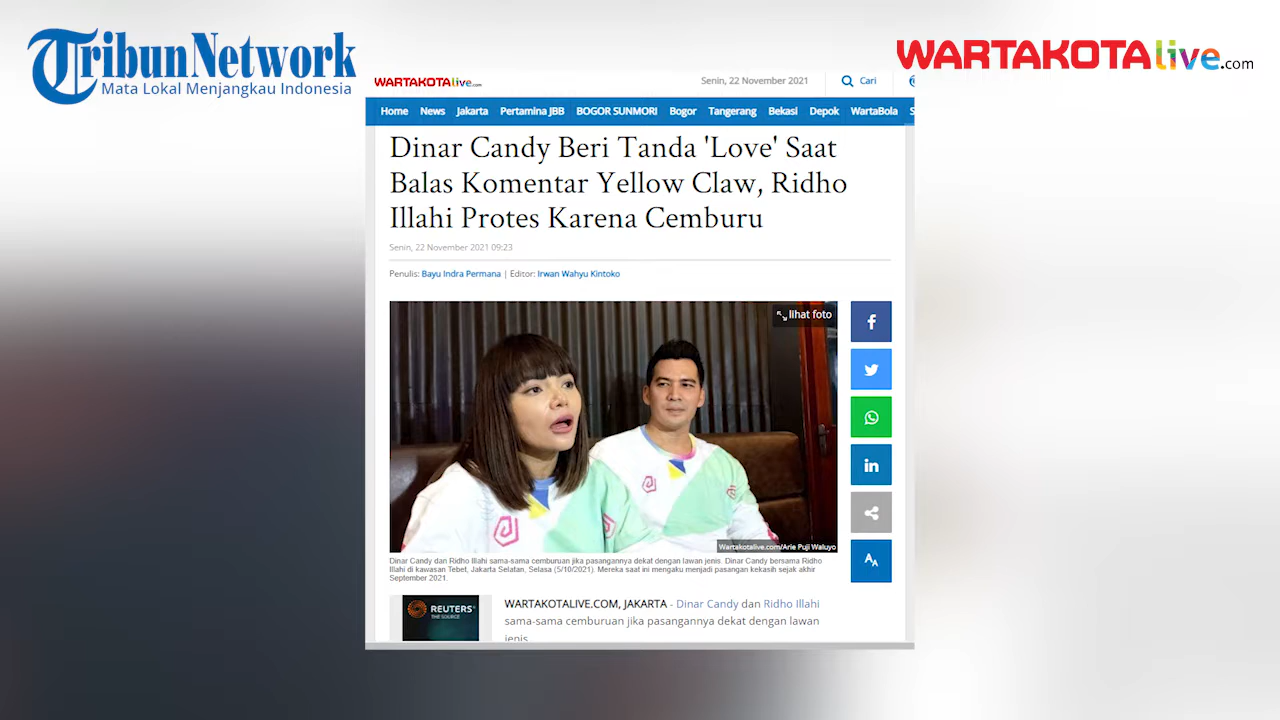 Tribun Network
Mata Lokal Menjangkau Indonesia
WARTAKOTAlive.com
WARTAKOTAlive.com
Senin, 22 November 2021
Cari
Home News Jakarta Pertamina JBB BOGOR SUNMORI Bogor Tangerang Bekasi Depok WartaBola S
Dinar Candy Beri Tanda 'Love' Saat
Balas Komentar Yellow Claw, Ridho
Illahi Protes Karena Cemburu
Senin, 22 November 2021 09:23
Penulis: Bayu Indra Permana | Editor: Irwan Wahyu Kintoko
lihat foto
Wartakotalive.com/Arie Puji Waluyo
Dinar Candy dan Ridho Illahi sama-sama cemburuan jika pasangannya dekat dengan lawan jenis. Dinar Candy bersama Ridho
Illahi di kawasan Tebet, Jakarta Selatan, Selasa (5/10/2021). Mereka saat ini mengaku menjadi pasangan kekasih sejak akhir
September 2021.
REUTERS
THE SOURCE
WARTAKOTALIVE.COM, JAKARTA - Dinar Candy dan Ridho Illahi
sama-sama cemburuan jika pasangannya dekat dengan lawan
jenis.